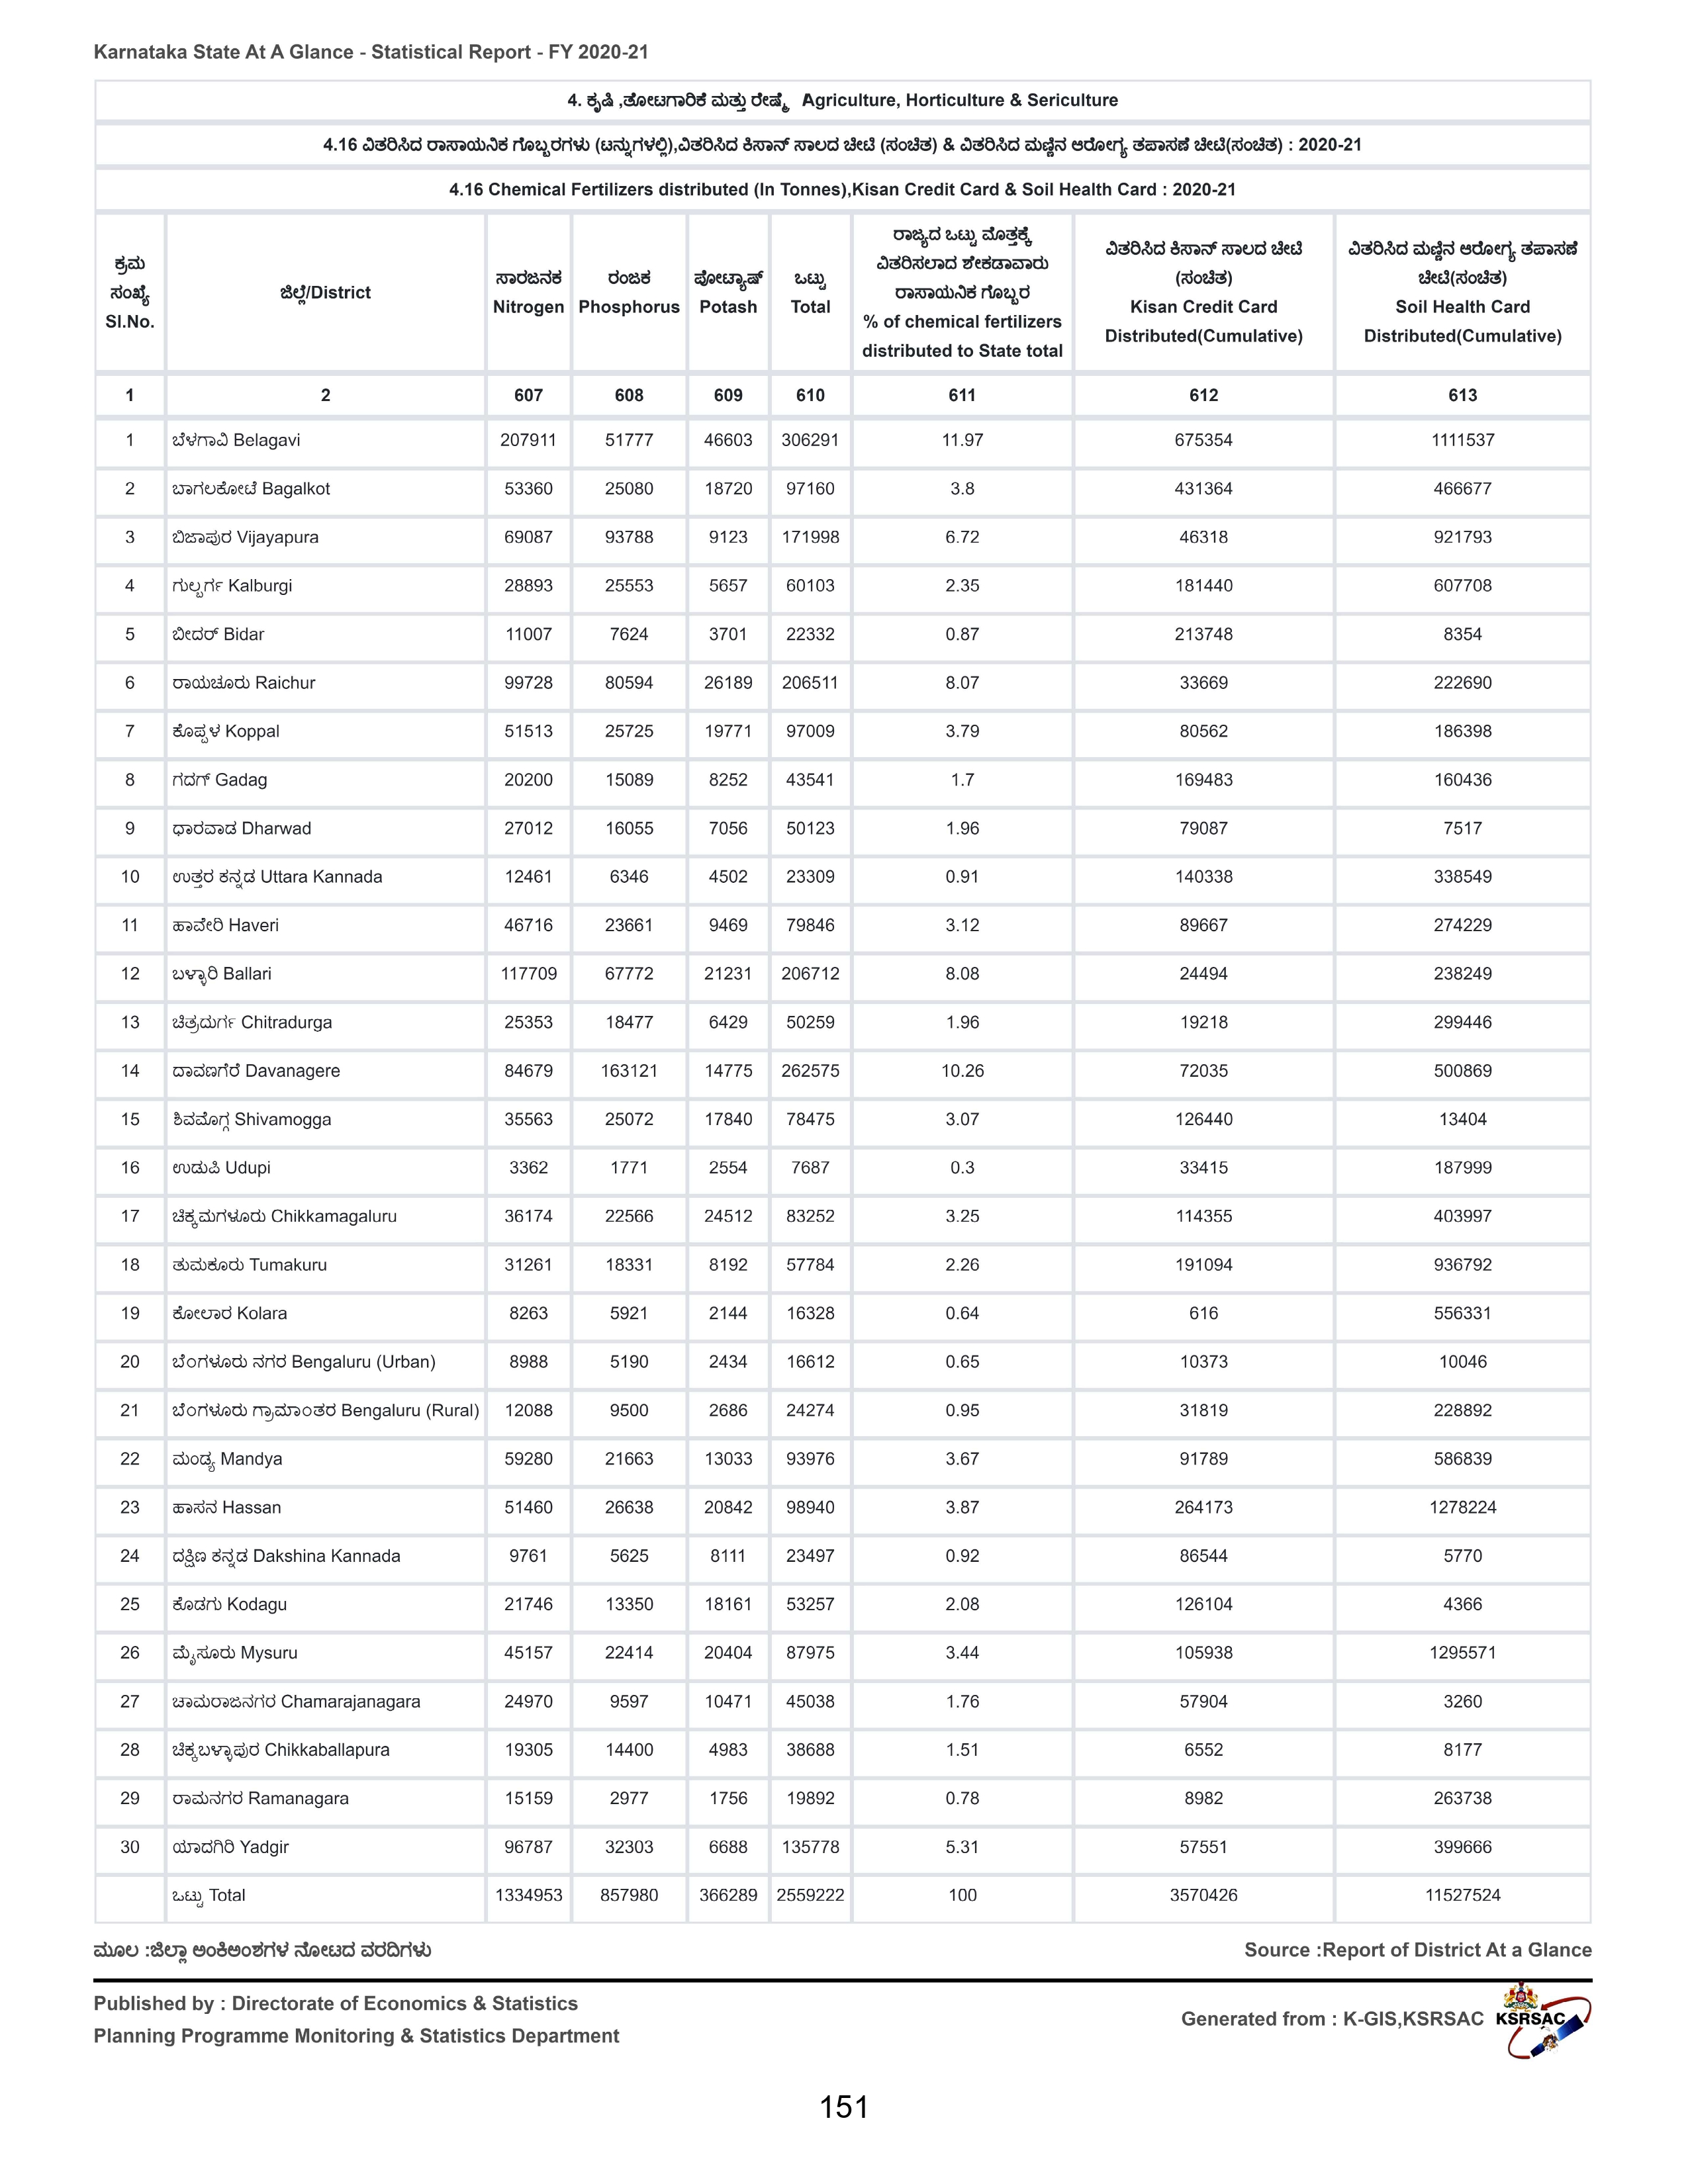 Karnataka State At A Glance - Statistical Report - FY 2020-21
4. ಕೃಷಿ ,ತೋಟಗಾರಿಕೆ ಮತ್ತು ರೇಷ್ಮೆ Agriculture, Horticulture & Sericulture
4.16 ವಿತರಿಸಿದ ರಾಸಾಯನಿಕ ಗೊಬ್ಬರಗಳು (ಟನ್ನುಗಳಲ್ಲಿ),ವಿತರಿಸಿದ ಕಿಸಾನ್ ಸಾಲದ ಚೀಟಿ (ಸಂಚಿತ) & ವಿತರಿಸಿದ ಮಣ್ಣಿನ ಆರೋಗ್ಯ ತಪಾಸಣೆ ಚೀಟಿ(ಸಂಚಿತ) : 2020-21
4.16 Chemical Fertilizers distributed (In Tonnes),Kisan Credit Card & Soil Health Card : 2020-21
ಕ್ರಮ ಸಂಖ್ಯೆ Sl.No. ಜಿಲ್ಲೆ/District ಸಾರಜನಕ Nitrogen ರಂಜಕ Phosphorus ಪೋಟ್ಯಾಷ್ Potash ಒಟ್ಟು Total ರಾಜ್ಯದ ಒಟ್ಟು ಮೊತ್ತಕ್ಕೆ ವಿತರಿಸಲಾದ ಶೇಕಡಾವಾರು ರಾಸಾಯನಿಕ ಗೊಬ್ಬರ % of chemical fertilizers distributed to State total ವಿತರಿಸಿದ ಕಿಸಾನ್ ಸಾಲದ ಚೀಟಿ (ಸಂಚಿತ) Kisan Credit Card Distributed(Cumulative) ವಿತರಿಸಿದ ಮಣ್ಣಿನ ಆರೋಗ್ಯ ತಪಾಸಣೆ ಚೀಟಿ(ಸಂಚಿತ) Soil Health Card Distributed(Cumulative)
1 2 607 608 609 610 611 612 613
1 ಬೆಳಗಾವಿ Belagavi 207911 51777 46603 306291 11.97 675354 1111537
2 ಬಾಗಲಕೋಟೆ Bagalkot 53360 25080 18720 97160 3.8 431364 466677
3 ಬಿಜಾಪುರ Vijayapura 69087 93788 9123 171998 6.72 46318 921793
4 ಗುಲ್ಬರ್ಗ Kalburgi 28893 25553 5657 60103 2.35 181440 607708
5 ಬೀದರ್ Bidar 11007 7624 3701 22332 0.87 213748 8354
6 ರಾಯಚೂರು Raichur 99728 80594 26189 206511 8.07 33669 222690
7 ಕೊಪ್ಪಳ Koppal 51513 25725 19771 97009 3.79 80562 186398
8 ಗದಗ್ Gadag 20200 15089 8252 43541 1.7 169483 160436
9 ಧಾರವಾಡ Dharwad 27012 16055 7056 50123 1.96 79087 7517
10 ಉತ್ತರ ಕನ್ನಡ Uttara Kannada 12461 6346 4502 23309 0.91 140338 338549
11 ಹಾವೇರಿ Haveri 46716 23661 9469 79846 3.12 89667 274229
12 ಬಳ್ಳಾರಿ Ballari 117709 67772 21231 206712 8.08 24494 238249
13 ಚಿತ್ರದುರ್ಗ Chitradurga 25353 18477 6429 50259 1.96 19218 299446
14 ದಾವಣಗೆರೆ Davanagere 84679 163121 14775 262575 10.26 72035 500869
15 ಶಿವಮೊಗ್ಗ Shivamogga 35563 25072 17840 78475 3.07 126440 13404
16 ಉಡುಪಿ Udupi 3362 1771 2554 7687 0.3 33415 187999
17 ಚಿಕ್ಕಮಗಳೂರು Chikkamagaluru 36174 22566 24512 83252 3.25 114355 403997
18 ತುಮಕೂರು Tumakuru 31261 18331 8192 57784 2.26 191094 936792
19 ಕೋಲಾರ Kolara 8263 5921 2144 16328 0.64 616 556331
20 ಬೆಂಗಳೂರು ನಗರ Bengaluru (Urban) 8988 5190 2434 16612 0.65 10373 10046
21 ಬೆಂಗಳೂರು ಗ್ರಾಮಾಂತರ Bengaluru (Rural) 12088 9500 2686 24274 0.95 31819 228892
22 ಮಂಡ್ಯ Mandya 59280 21663 13033 93976 3.67 91789 586839
23 ಹಾಸನ Hassan 51460 26638 20842 98940 3.87 264173 1278224
24 ದಕ್ಷಿಣ ಕನ್ನಡ Dakshina Kannada 9761 5625 8111 23497 0.92 86544 5770
25 ಕೊಡಗು Kodagu 21746 13350 18161 53257 2.08 126104 4366
26 ಮೈಸೂರು Mysuru 45157 22414 20404 87975 3.44 105938 1295571
27 ಚಾಮರಾಜನಗರ Chamarajanagara 24970 9597 10471 45038 1.76 57904 3260
28 ಚಿಕ್ಕಬಳ್ಳಾಪುರ Chikkaballapura 19305 14400 4983 38688 1.51 6552 8177
29 ರಾಮನಗರ Ramanagara 15159 2977 1756 19892 0.78 8982 263738
30 ಯಾದಗಿರಿ Yadgir 96787 32303 6688 135778 5.31 57551 399666
ಒಟ್ಟು Total 1334953 857980 366289 2559222 100 3570426 11527524
ಮೂಲ :ಜಿಲ್ಲಾ ಅಂಕಿಅಂಶಗಳ ನೋಟದ ವರದಿಗಳು Source :Report of District At a Glance
Published by : Directorate of Economics & Statistics
Planning Programme Monitoring & Statistics Department
Generated from : K-GIS,KSRSAC KSRSAC
151